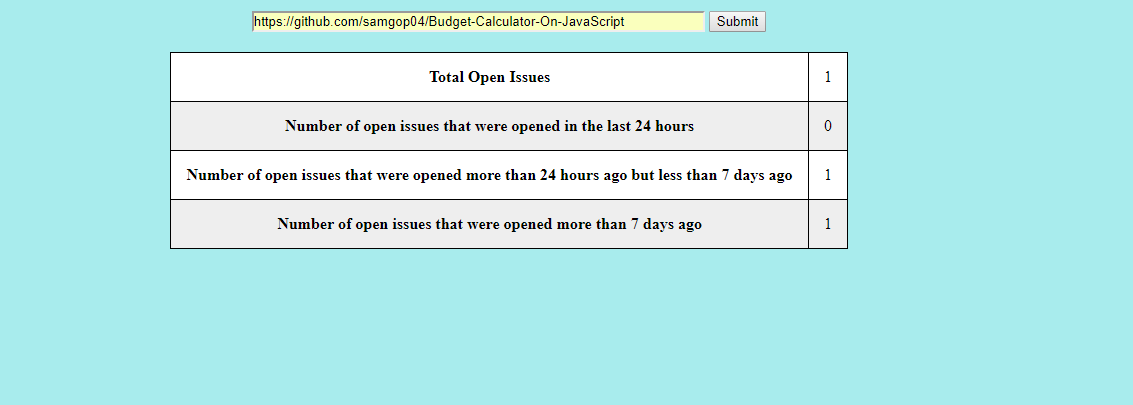 https://github.com/samgop04/Budget-Calculator-On-JavaScript Submit
Total Open Issues 1
Number of open issues that were opened in the last 24 hours 0
Number of open issues that were opened more than 24 hours ago but less than 7 days ago 1
Number of open issues that were opened more than 7 days ago 1